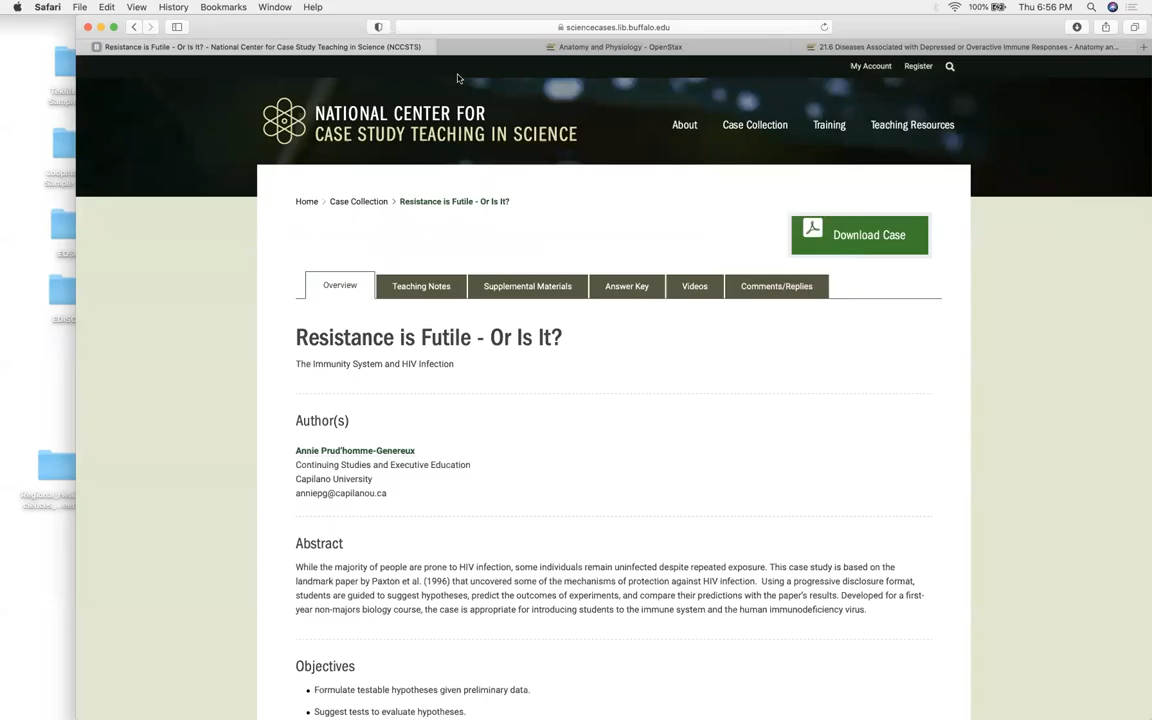 Safari File Edit View History Bookmarks Window Help 100% Thu 6:56 PM
sciencecases.lib.buffalo.edu
Resistance is Futile - Or Is It? - National Center for Case Study Teaching in Science (NCCSTS) Anatomy and Physiology - OpenStax 21.6 Diseases Associated with Depressed or Overactive Immune Responses - Anatomy an...
My Account Register
NATIONAL CENTER FOR
CASE STUDY TEACHING IN SCIENCE
About Case Collection Training Teaching Resources
Home > Case Collection > Resistance is Futile - Or Is It?
Download Case
Overview Teaching Notes Supplemental Materials Answer Key Videos Comments/Replies
Resistance is Futile - Or Is It?
The Immunity System and HIV Infection
Author(s)
Annie Prud'homme-Genereux
Continuing Studies and Executive Education
Capilano University
anniepg@capilanou.ca
Abstract
While the majority of people are prone to HIV infection, some individuals remain uninfected despite repeated exposure. This case study is based on the
landmark paper by Paxton et al. (1996) that uncovered some of the mechanisms of protection against HIV infection. Using a progressive disclosure format,
students are guided to suggest hypotheses, predict the outcomes of experiments, and compare their predictions with the paper's results. Developed for a first-
year non-majors biology course, the case is appropriate for introducing students to the immune system and the human immunodeficiency virus.
Objectives
• Formulate testable hypotheses given preliminary data.
• Suggest tests to evaluate hypotheses.